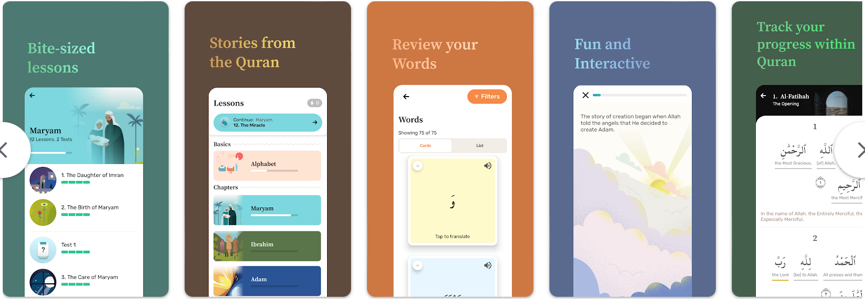 Bite-sized
lessons
Maryam
12 Lessons, 2 Tests
1. The Daughter of Imran
2. The Birth of Maryam
Test 1
3. The Care of Maryam
Stories from
the Quran
Lessons
Continue: Maryam
12. The Miracle
Basics
Alphabet
Chapters
Maryam
Ibrahim
Adam
Review your
Words
Filters
Words
Showing 75 of 75
Cards List
وَ
Tap to translate
Fun and
Interactive
The story of creation began when Allah
told the angels that He decided to
create Adam.
Track your
progress within
Quran
1. Al-Fatihah
The Opening
1
ٱللَّهِ ٱلرَّحْمَٰنِ
the Most Gracious, (of) Allah,
ٱلرَّحِيمِ
the Most Mercif
In the name of Allah, the Entirely Merciful, the
Especially Merciful.
2
ٱلْحَمْدُ لِلَّهِ رَبِّ
the Lord (be) to Allah, All praises and than